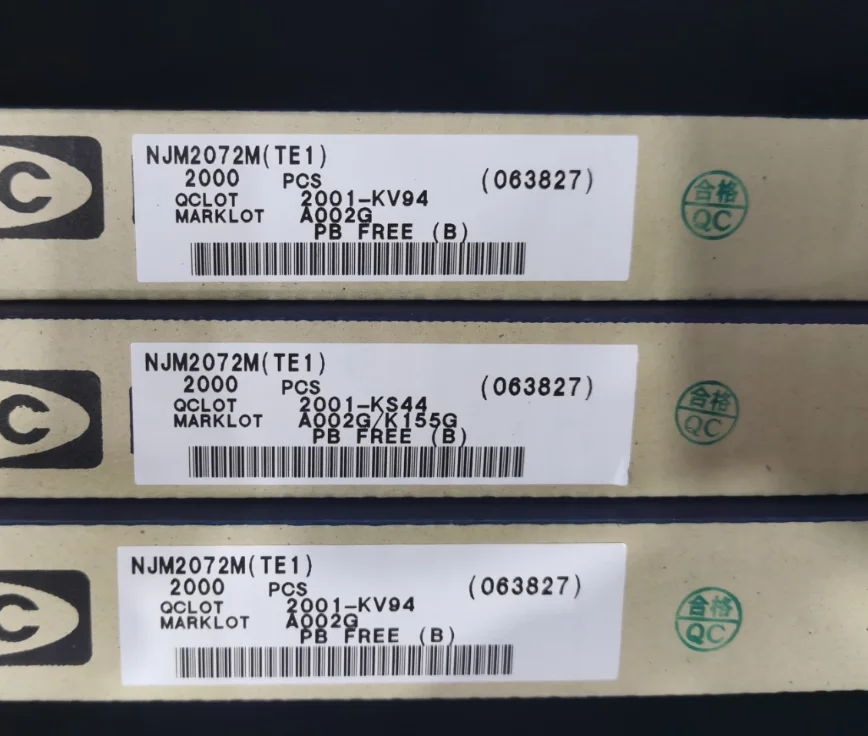 C
NJM2072M(TE1)
2000 PCS (063827)
QCLOT 2001-KV94
MARKLOT A002G
PB FREE (B)
合格
QC
C
NJM2072M(TE1)
2000 PCS (063827)
QCLOT 2001-KS44
MARKLOT A002G/K155G
PB FREE (B)
合格
QC
C
NJM2072M(TE1)
2000 PCS (063827)
QCLOT 2001-KV94
MARKLOT A002G
PB FREE (B)
合格
QC